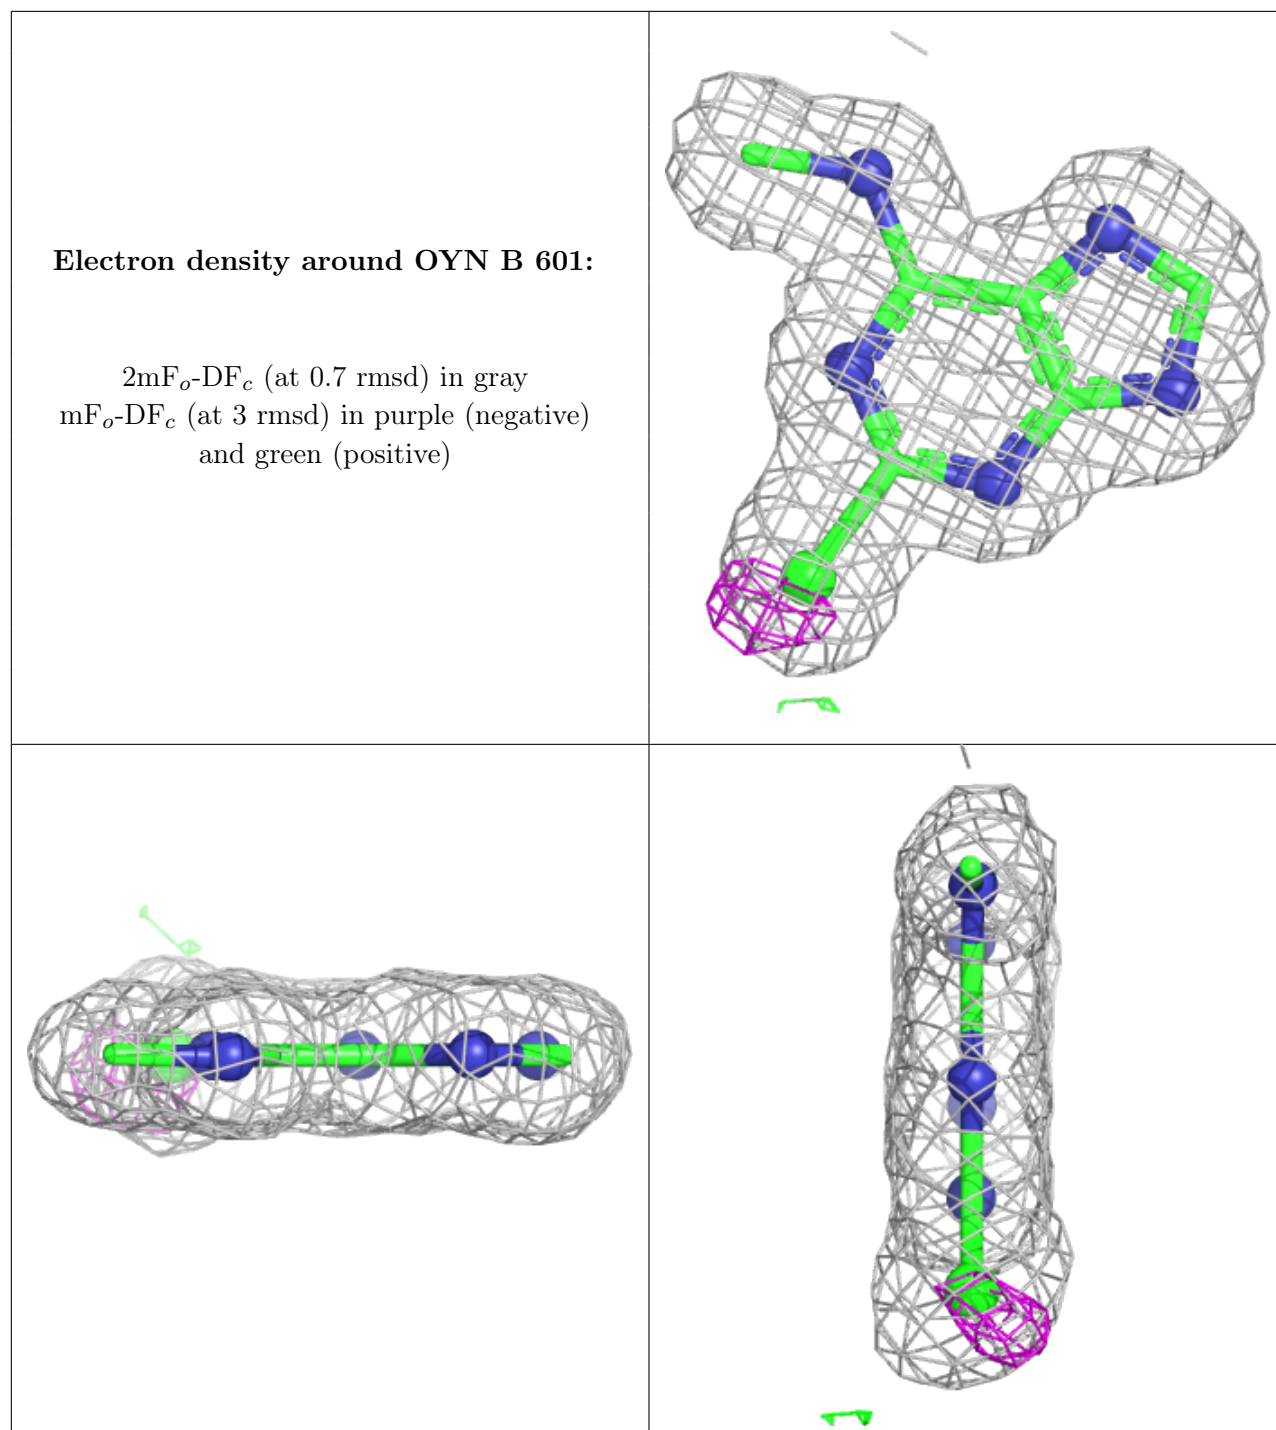 Electron density around OYN B 601:
2mFo-DFc (at 0.7 rmsd) in gray
mFo-DFc (at 3 rmsd) in purple (negative)
and green (positive)